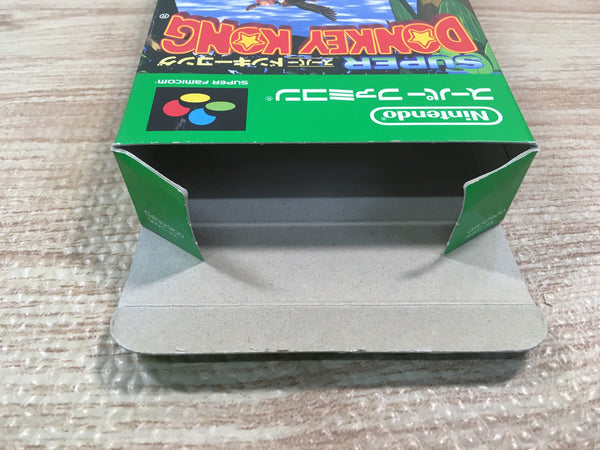 Nintendo®
スーパーファミコン®
SUPER FAMICOM
SUPER
スーパードンキーコング
DONKEY KONG®